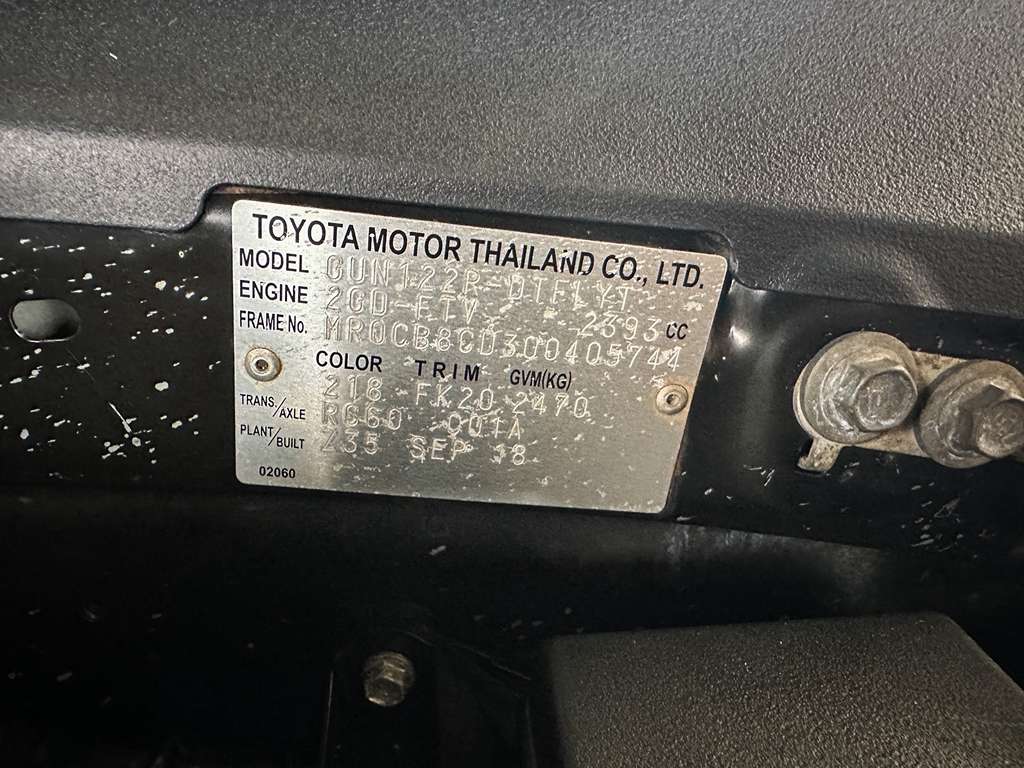 TOYOTA MOTOR THAILAND CO., LTD.
MODEL GUN122R-DTFLYT
ENGINE 2GD-FTV 2393 CC
FRAME No. MR0CB8CD300405744
COLOR TRIM GVM(KG)
218 FK20 2470
TRANS./AXLE RC60 001A
PLANT/BUILT Z35 SEP 18
02060